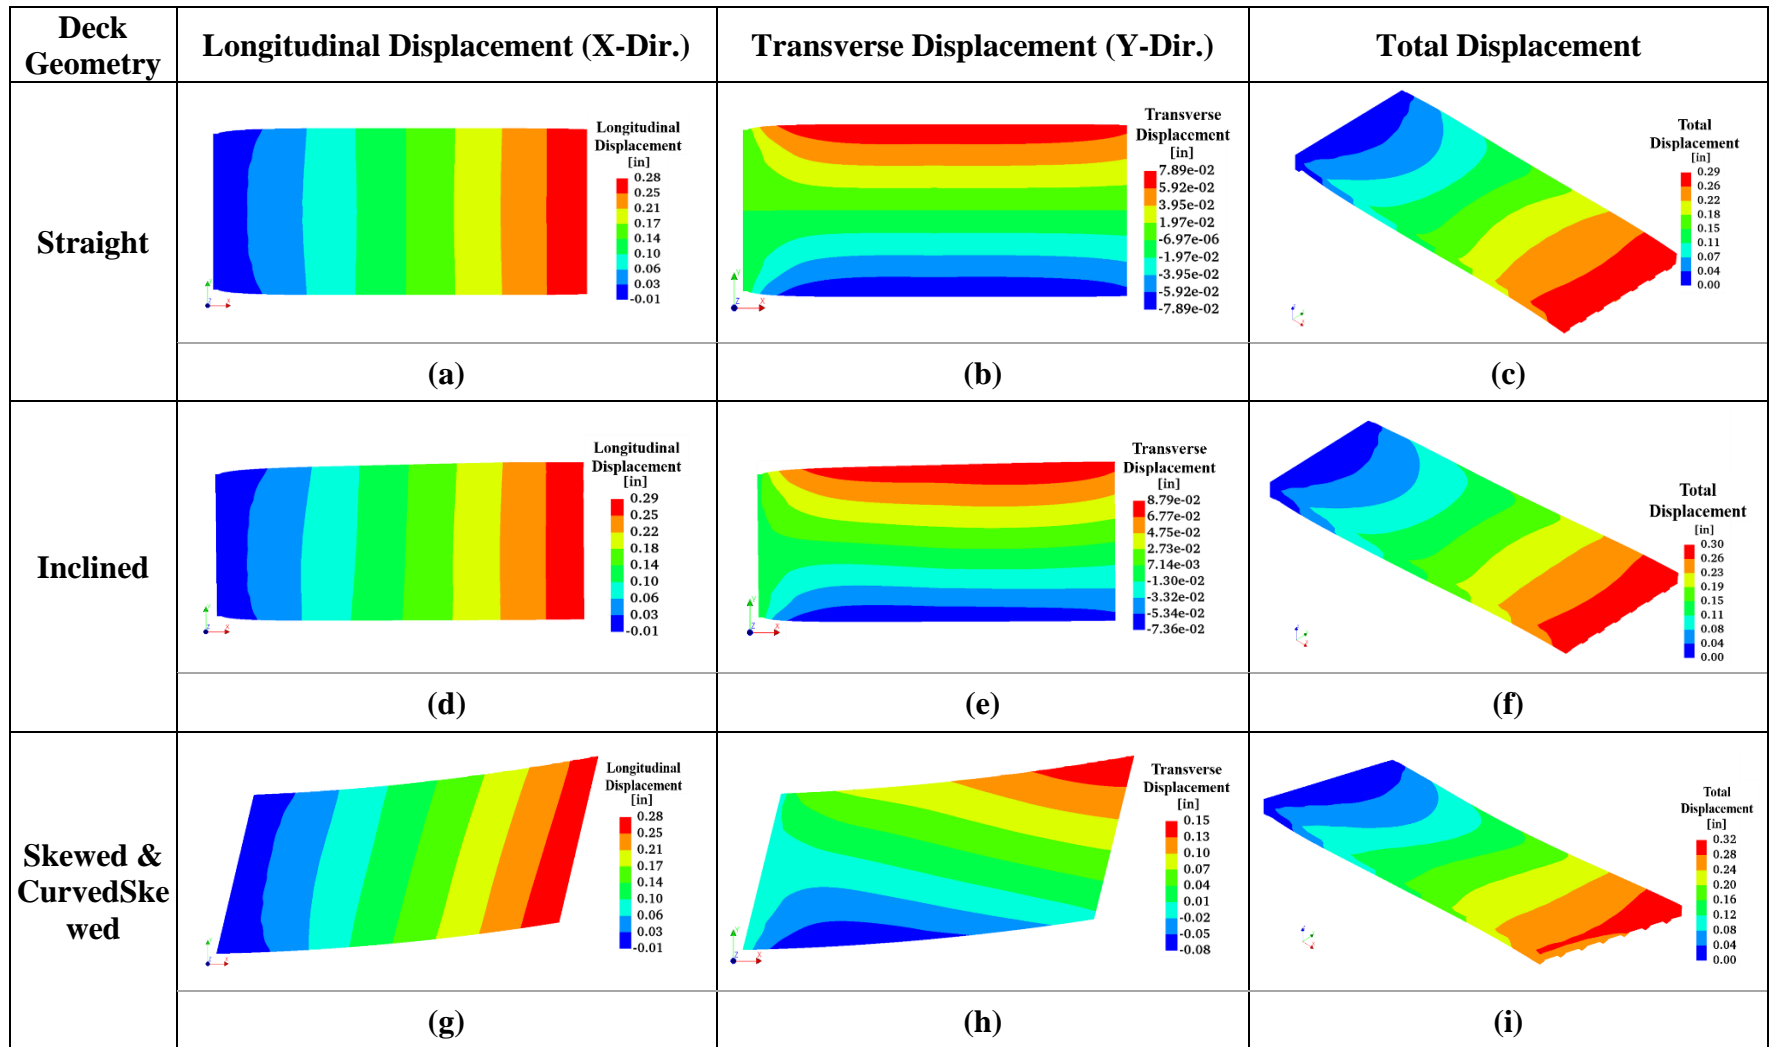 Deck
Geometry
Longitudinal Displacement (X-Dir.)
Transverse Displacement (Y-Dir.)
Total Displacement
Straight
Longitudinal
Displacement
[in]
0.28
0.25
0.21
0.17
0.14
0.10
0.06
0.03
-0.01
Transverse
Displacement
[in]
7.89e-02
5.92e-02
3.95e-02
1.97e-02
-6.97e-06
-1.97e-02
-3.95e-02
-5.92e-02
-7.89e-02
Total
Displacement
[in]
0.29
0.26
0.22
0.18
0.15
0.11
0.07
0.04
0.00
(a)
(b)
(c)
Inclined
Longitudinal
Displacement
[in]
0.29
0.25
0.22
0.18
0.14
0.10
0.06
0.03
-0.01
Transverse
Displacement
[in]
8.79e-02
6.77e-02
4.75e-02
2.73e-02
7.14e-03
-1.30e-02
-3.32e-02
-5.34e-02
-7.36e-02
Total
Displacement
[in]
0.30
0.26
0.23
0.19
0.15
0.11
0.08
0.04
0.00
(d)
(e)
(f)
Skewed &
CurvedSke
wed
Longitudinal
Displacement
[in]
0.28
0.25
0.21
0.17
0.14
0.10
0.06
0.03
-0.01
Transverse
Displacement
[in]
0.15
0.13
0.10
0.07
0.04
0.01
-0.02
-0.05
-0.08
Total
Displacement
[in]
0.32
0.28
0.24
0.20
0.16
0.12
0.08
0.04
0.00
(g)
(h)
(i)